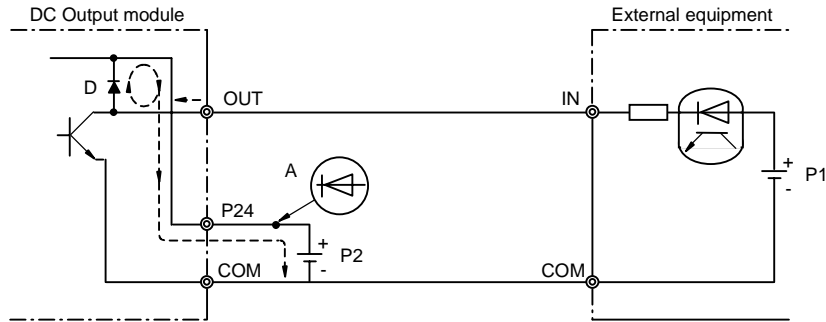 DC Output module
External equipment
D
OUT
IN
A
+
P1
-
P24
+
P2
-
COM
COM